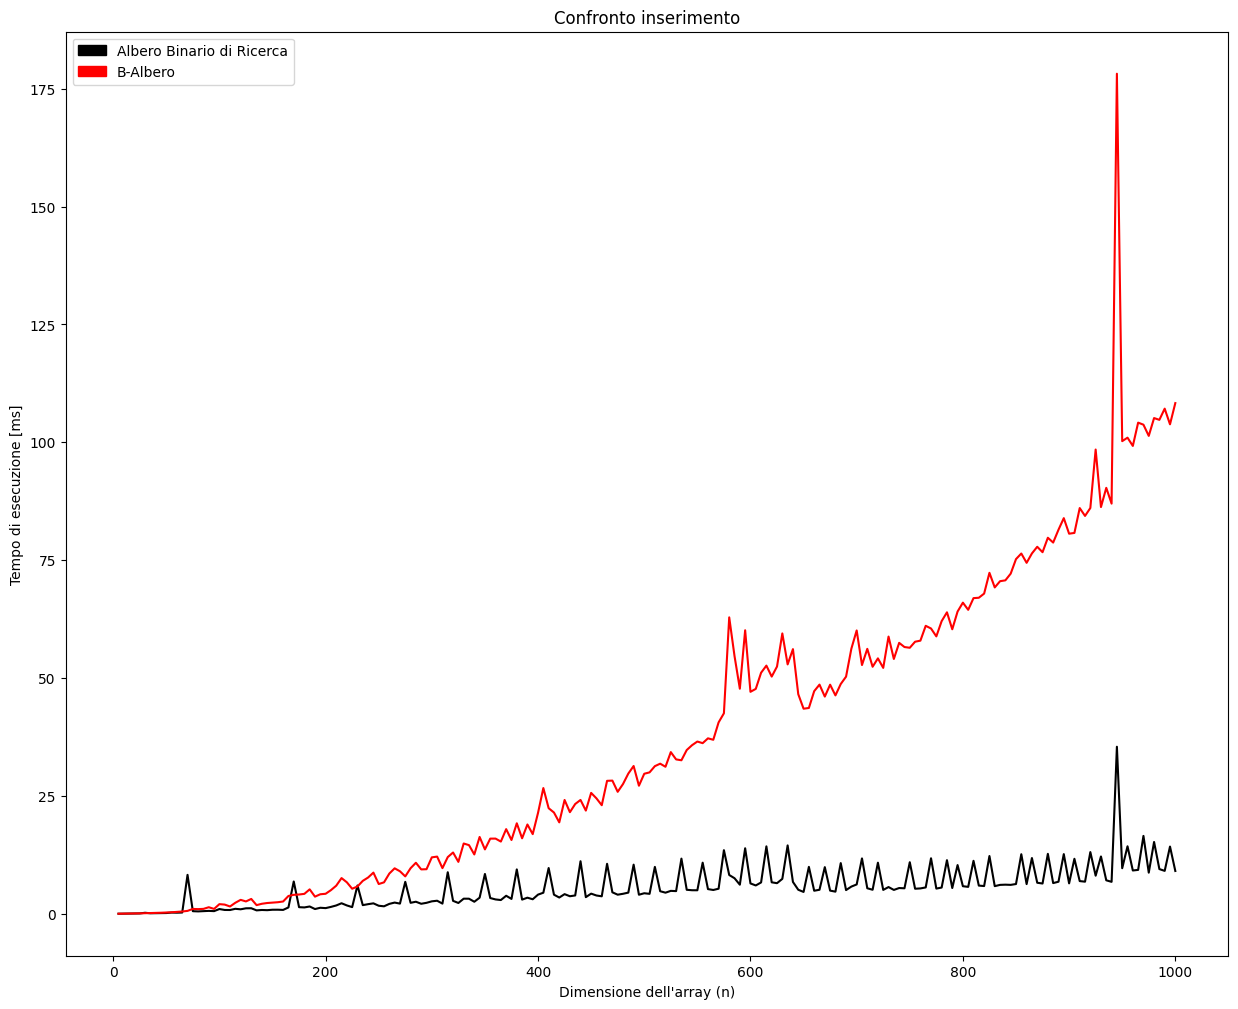 Confronto inserimento
Albero Binario di Ricerca
B-Albero
175
150
125
100
75
50
25
0
Tempo di esecuzione [ms]
0
200
400
600
800
1000
Dimensione dell'array (n)